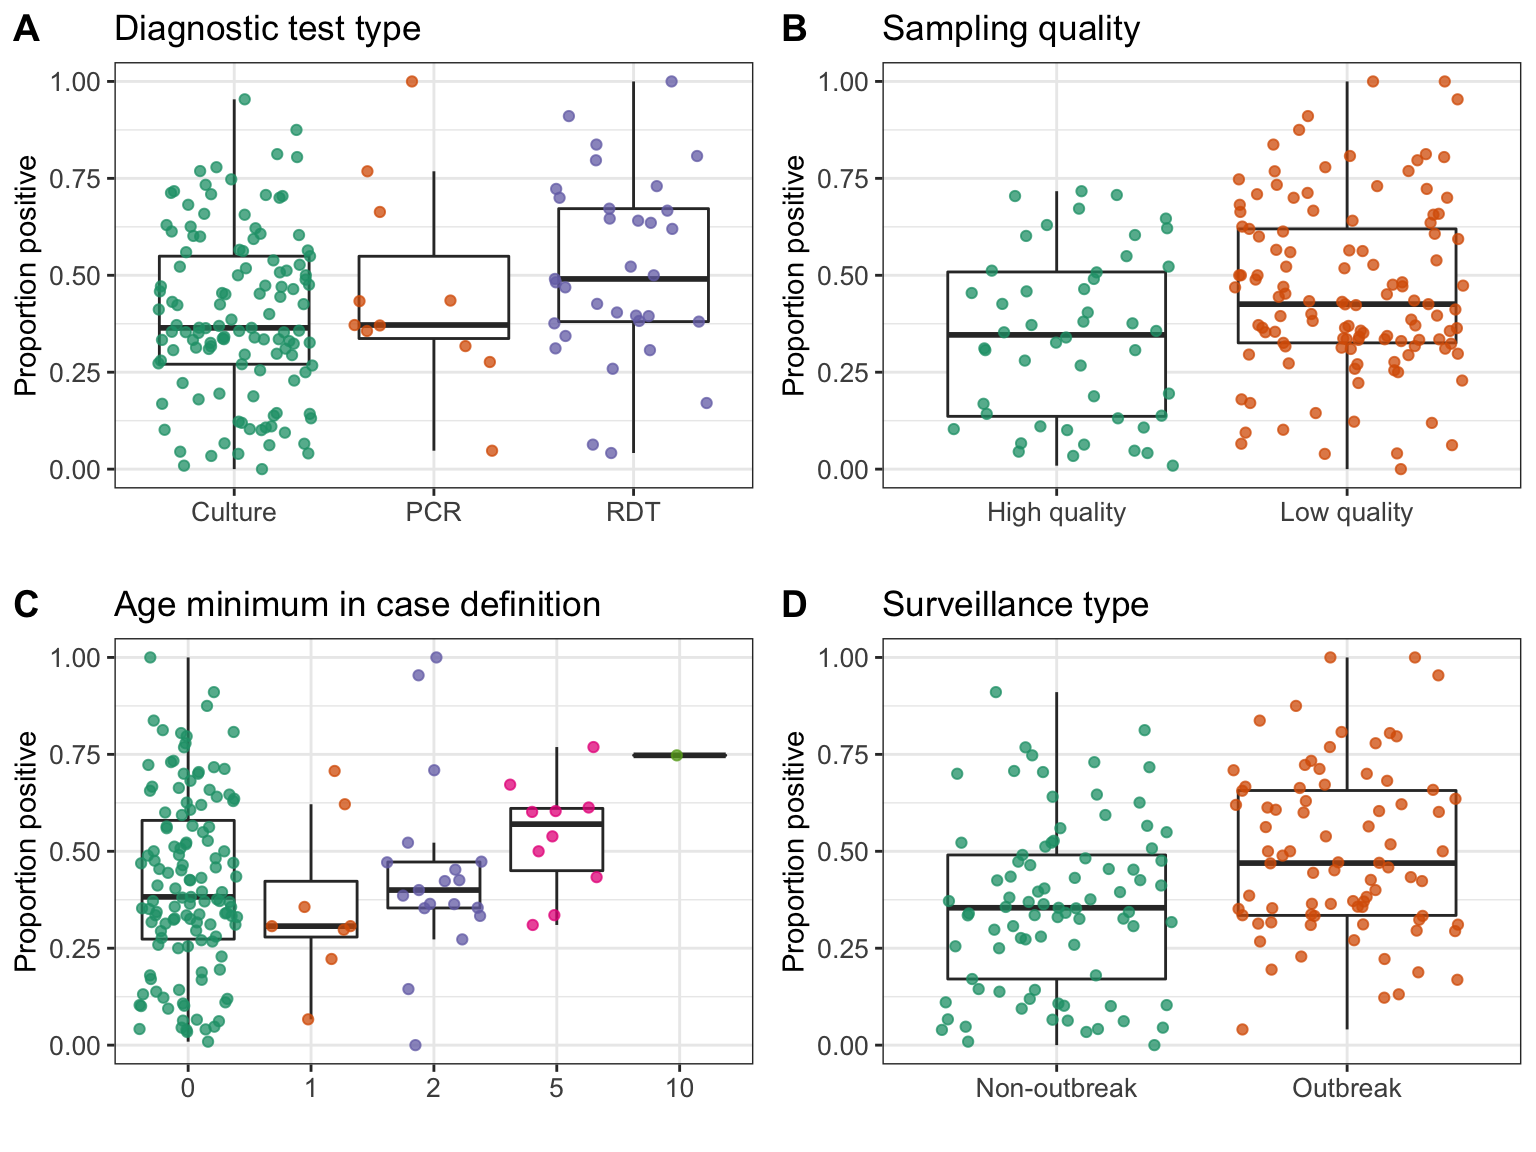 A Diagnostic test type
Proportion positive
1.00
0.75
0.50
0.25
0.00
Culture PCR RDT
B Sampling quality
Proportion positive
1.00
0.75
0.50
0.25
0.00
High quality Low quality
C Age minimum in case definition
Proportion positive
1.00
0.75
0.50
0.25
0.00
0 1 2 5 10
D Surveillance type
Proportion positive
1.00
0.75
0.50
0.25
0.00
Non-outbreak Outbreak